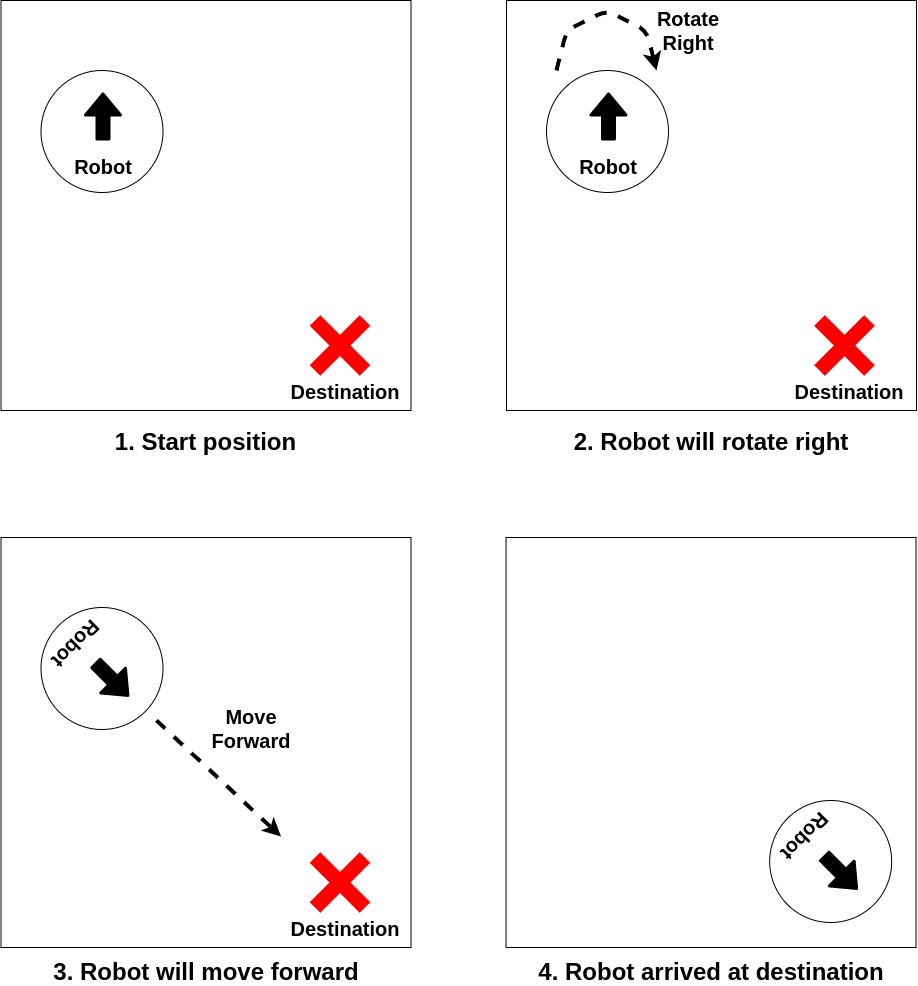 Robot
Destination
1. Start position
Rotate
Right
Robot
Destination
2. Robot will rotate right
Robot
Move
Forward
Destination
3. Robot will move forward
Robot
4. Robot arrived at destination